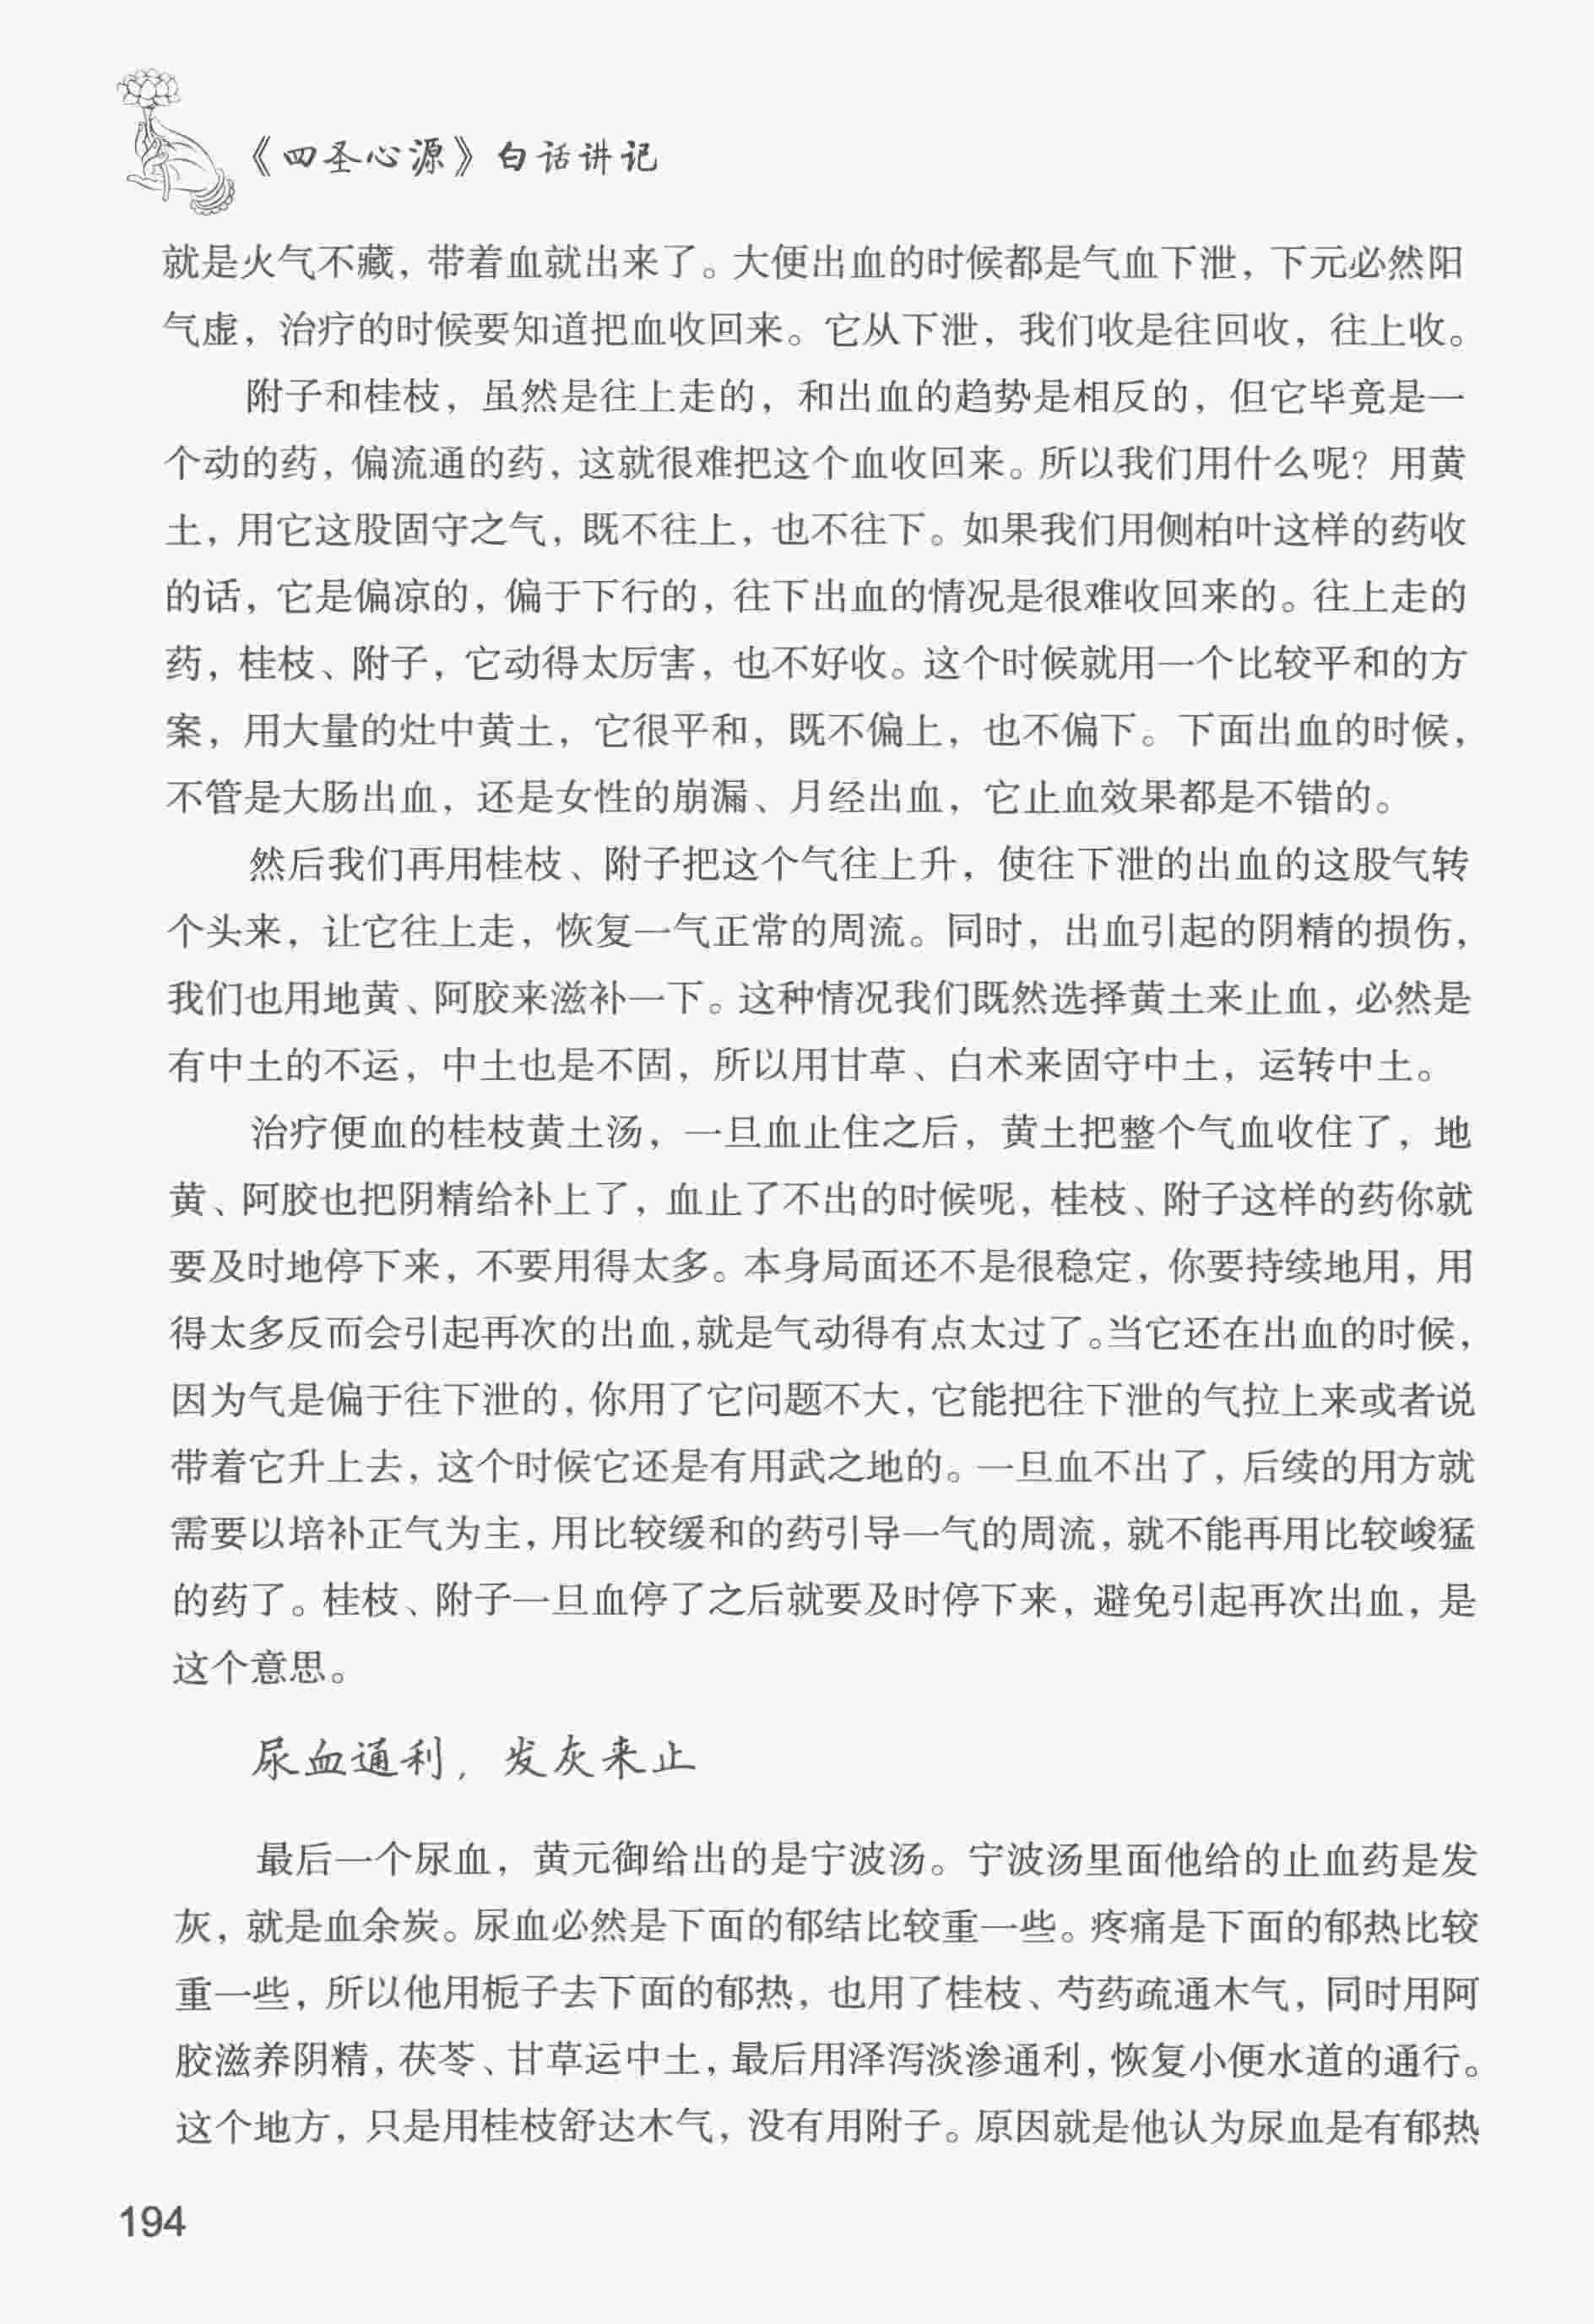 《四圣心源》白话讲记
就是火气不藏，带着血就出来了。大便出血的时候都是气血下泄，下元必然阳
气虚，治疗的时候要知道把血收回来。它从下泄，我们收是往回收，往上收。
附子和桂枝，虽然是往上走的，和出血的趋势是相反的，但它毕竟是一
个动的药，偏流通的药，这就很难把这个血收回来。所以我们用什么呢？用黄
土，用它这股固守之气，既不往上，也不往下。如果我们用侧柏叶这样的药收
的话，它是偏凉的，偏于下行的，往下出血的情况是很难收回来的。往上走的
药，桂枝、附子，它动得太厉害，也不好收。这个时候就用一个比较平和的方
案，用大量的灶中黄土，它很平和，既不偏上，也不偏下。下面出血的时候，
不管是大肠出血，还是女性的崩漏、月经出血，它止血效果都是不错的。
然后我们再用桂枝、附子把这个气往上升，使往下泄的出血的这股气转
个头来，让它往上走，恢复一气正常的周流。同时，出血引起的阴精的损伤，
我们也用地黄、阿胶来滋补一下。这种情况我们既然选择黄土来止血，必然是
有中土的不运，中土也是不固，所以用甘草、白术来固守中土，运转中土。
治疗便血的桂枝黄土汤，一旦血止住之后，黄土把整个气血收住了，地
黄、阿胶也把阴精给补上了，血止了不出的时候呢，桂枝、附子这样的药你就
要及时地停下来，不要用得太多。本身局面还不是很稳定，你要持续地用，用
得太多反而会引起再次的出血，就是气动得有点太过了。当它还在出血的时候，
因为气是偏于往下泄的，你用了它问题不大，它能把往下泄的气拉上来或者说
带着它升上去，这个时候它还是有用武之地的。一旦血不出了，后续的用方就
需要以培补正气为主，用比较缓和的药引导一气的周流，就不能再用比较峻猛
的药了。桂枝、附子一旦血停了之后就要及时停下来，避免引起再次出血，是
这个意思。
尿血通利，发灰来止
最后一个尿血，黄元御给出的是宁波汤。宁波汤里面他给的止血药是发
灰，就是血余炭。尿血必然是下面的郁结比较重一些。疼痛是下面的郁热比较
重一些，所以他用栀子去下面的郁热，也用了桂枝、芍药疏通木气，同时用阿
胶滋养阴精，茯苓、甘草运中土，最后用泽泻淡渗通利，恢复小便水道的通行。
这个地方，只是用桂枝舒达木气，没有用附子。原因就是他认为尿血是有郁热
194